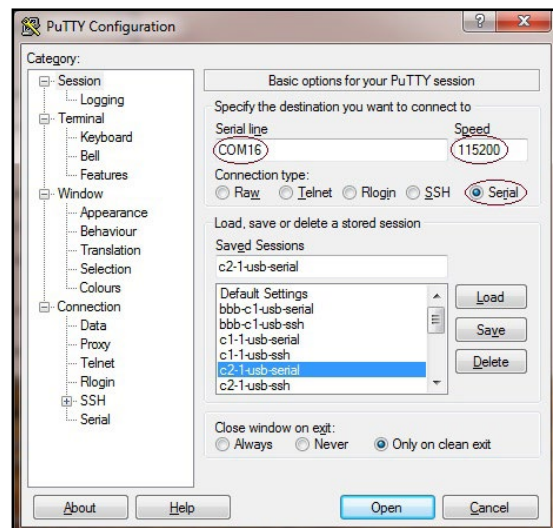 PuTTY Configuration
Category:
Session
Logging
Terminal
Keyboard
Bell
Features
Window
Appearance
Behaviour
Translation
Selection
Colours
Connection
Data
Proxy
Telnet
Rlogin
SSH
Serial
Basic options for your PuTTY session
Specify the destination you want to connect to
Serial line Speed
COM16 115200
Connection type:
Raw Telnet Rlogin SSH Serial
Load, save or delete a stored session
Saved Sessions
c2-1-usb-serial
Default Settings
bbb-c1-usb-serial
bbb-c1-usb-ssh
c1-1-usb-serial
c1-1-usb-ssh
c2-1-usb-serial
c2-1-usb-ssh
Load
Save
Delete
Close window on exit:
Always Never Only on clean exit
About Help Open Cancel